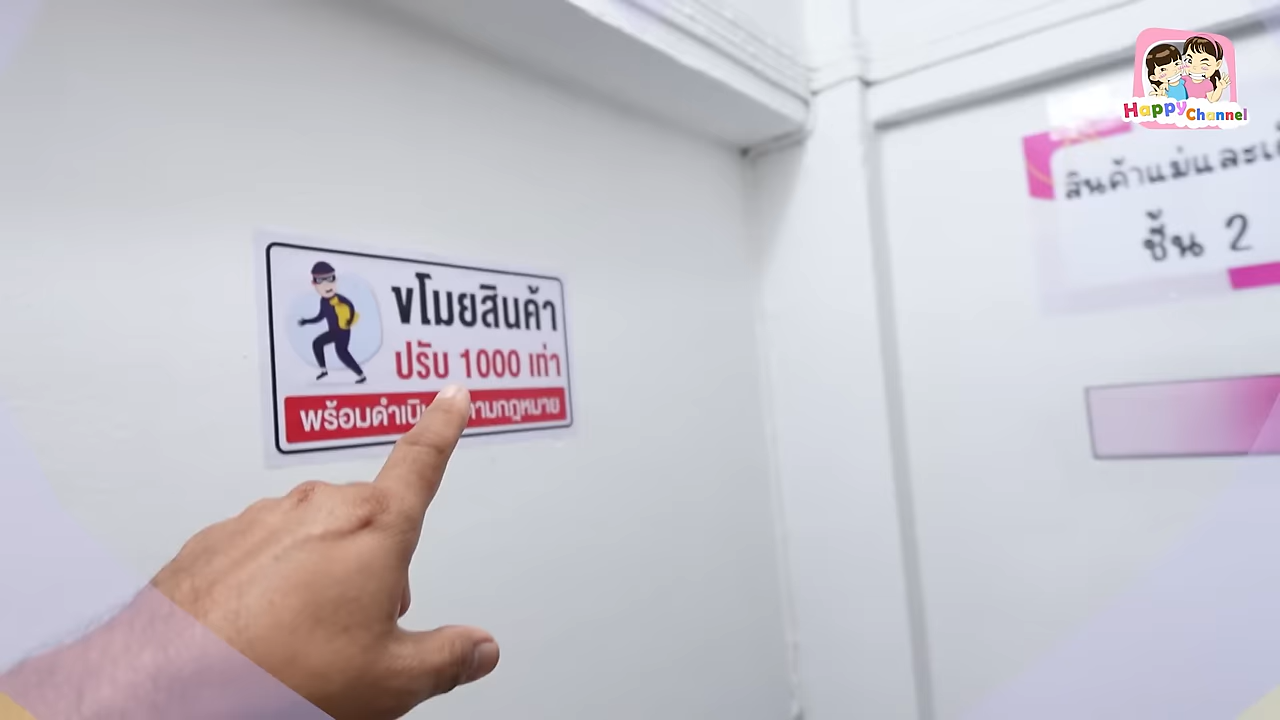 ขโมยสินค้า
ปรับ 1000 เท่า
พร้อมดำเนิน ตามกฎหมาย
สินค้าแม่และ
ชั้น 2
Happy Channel